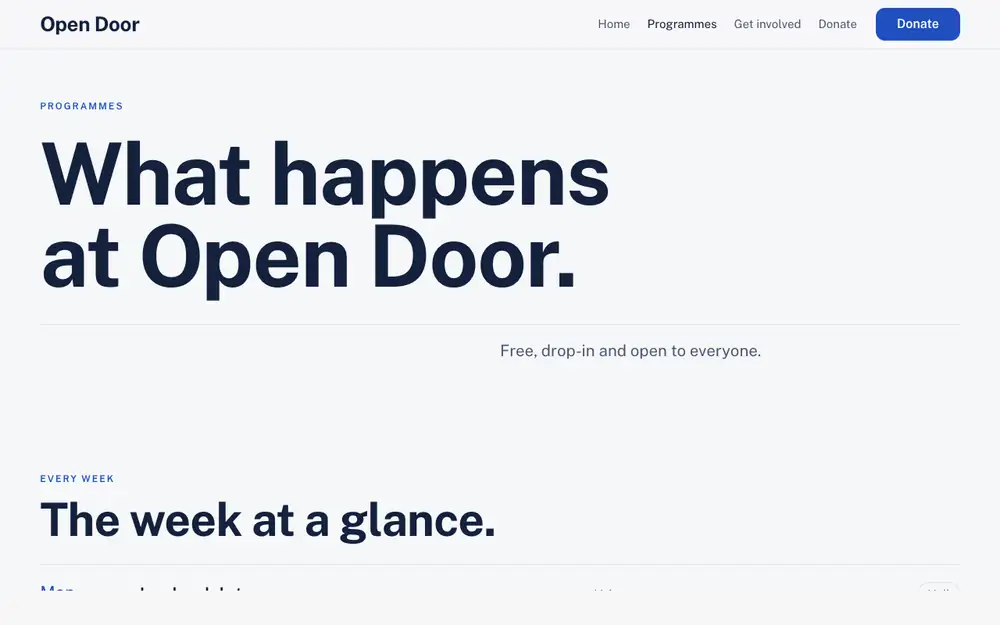 Open Door
Home Programmes Get involved Donate Donate
PROGRAMMES
What happens
at Open Door.
Free, drop-in and open to everyone.
EVERY WEEK
The week at a glance.
Mon